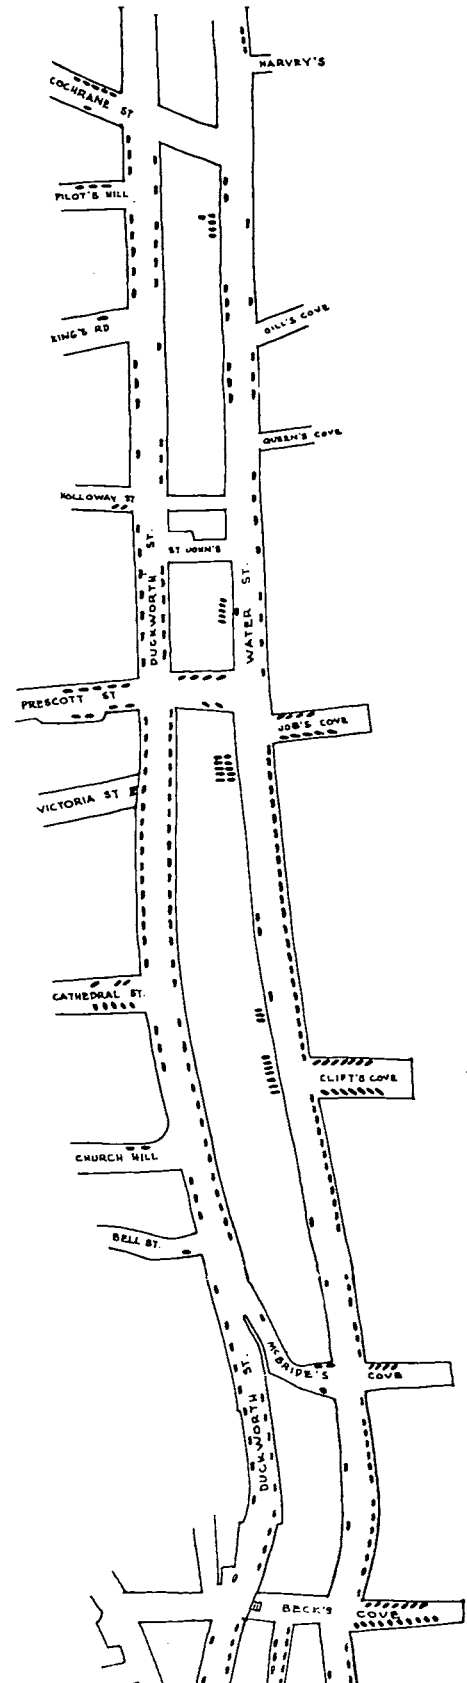 HARVEY'S
COCHRANE ST
PILOT'S HILL
KING'S RD
GILL'S COVE
QUEEN'S COVE
HOLLOWAY ST
DUCKWORTH ST.
ST JOHN'S
WATER ST.
PRESCOTT ST
JOB'S COVE
VICTORIA ST
CATHEDRAL ST.
CLIFT'S COVE
CHURCH HILL
BELL ST.
McBRIDE'S COVE
DUCKWORTH ST.
BECK'S COVE